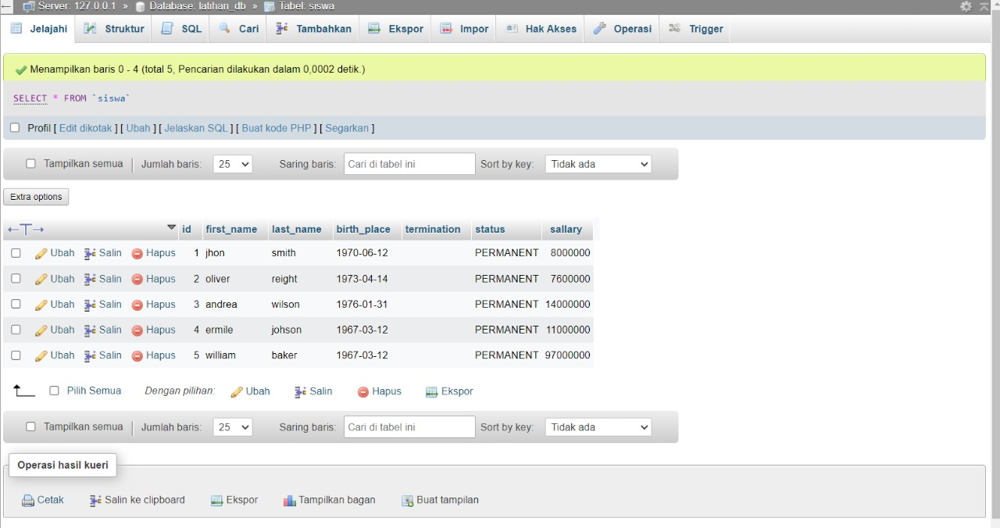 Server: 127.0.0.1 » Database: latihan_db » Tabel: siswa
Jelajahi Struktur SQL Cari Tambahkan Ekspor Impor Hak Akses Operasi Trigger
Menampilkan baris 0 - 4 (total 5, Pencarian dilakukan dalam 0,0002 detik.)
SELECT * FROM `siswa`
Profil [ Edit dikotak ] [ Ubah ] [ Jelaskan SQL ] [ Buat kode PHP ] [ Segarkan ]
Tampilkan semua | Jumlah baris: 25 Saring baris: Cari di tabel ini Sort by key: Tidak ada
Extra options
←T→ id first_name last_name birth_place termination status sallary
Ubah Salin Hapus 1 jhon smith 1970-06-12 PERMANENT 8000000
Ubah Salin Hapus 2 oliver reight 1973-04-14 PERMANENT 7600000
Ubah Salin Hapus 3 andrea wilson 1976-01-31 PERMANENT 14000000
Ubah Salin Hapus 4 ermile johson 1967-03-12 PERMANENT 11000000
Ubah Salin Hapus 5 william baker 1967-03-12 PERMANENT 97000000
Pilih Semua Dengan pilihan: Ubah Salin Hapus Ekspor
Tampilkan semua | Jumlah baris: 25 Saring baris: Cari di tabel ini Sort by key: Tidak ada
Operasi hasil kueri
Cetak Salin ke clipboard Ekspor Tampilkan bagan Buat tampilan